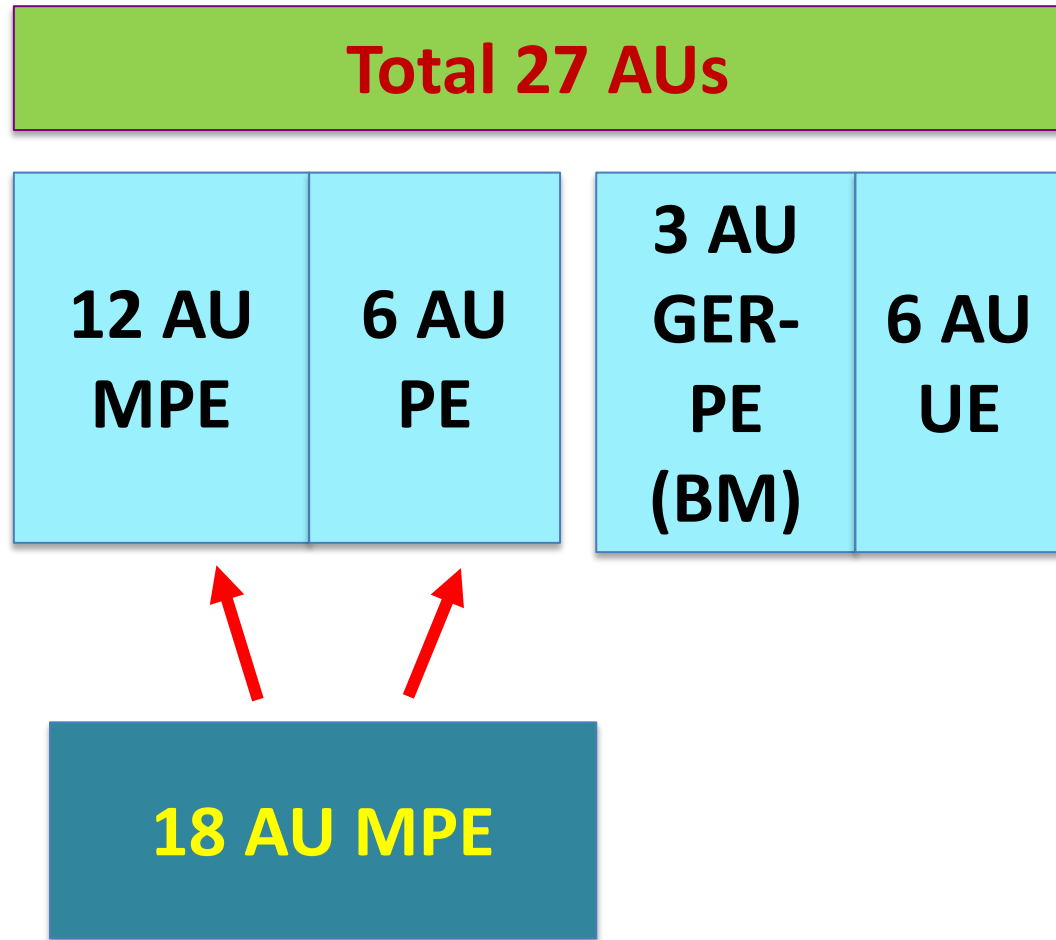 Total 27 AUs
12 AU
MPE
6 AU
PE
3 AU
GER-
PE
(BM)
6 AU
UE
18 AU MPE